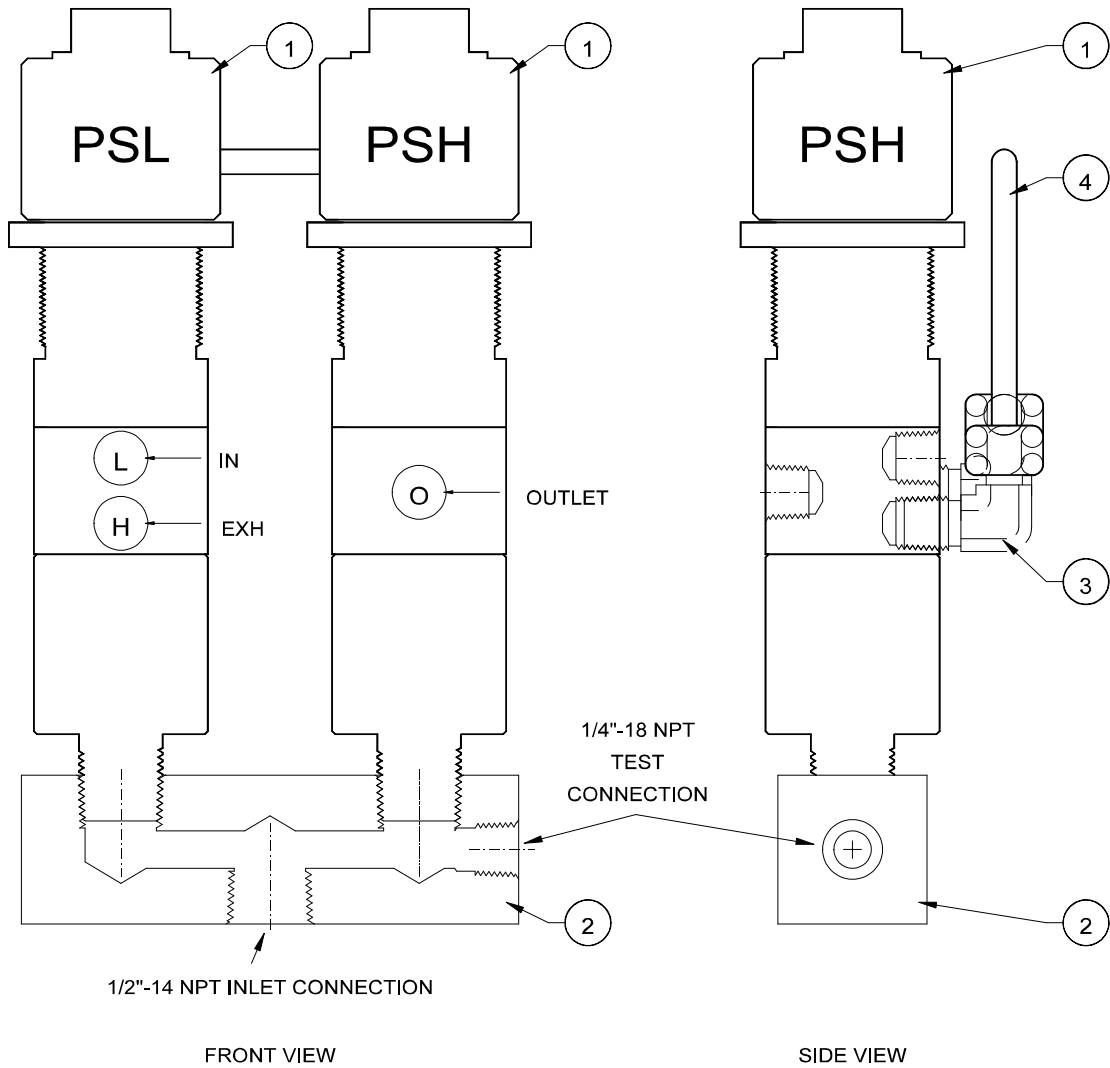 1
1
1
PSL
PSH
PSH
4
L
IN
O
OUTLET
H
EXH
3
1/4"-18 NPT
TEST
CONNECTION
2
2
1/2"-14 NPT INLET CONNECTION
FRONT VIEW
SIDE VIEW